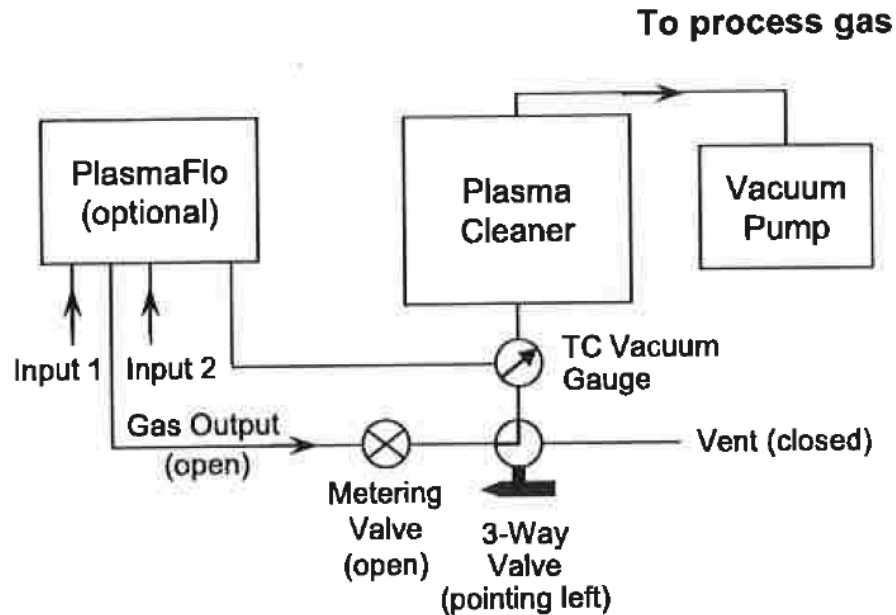 To process gas
PlasmaFlo
(optional)
Plasma
Cleaner
Vacuum
Pump
Input 1
Input 2
TC Vacuum
Gauge
Gas Output
(open)
Vent (closed)
Metering
Valve
(open)
3-Way
Valve
(pointing left)